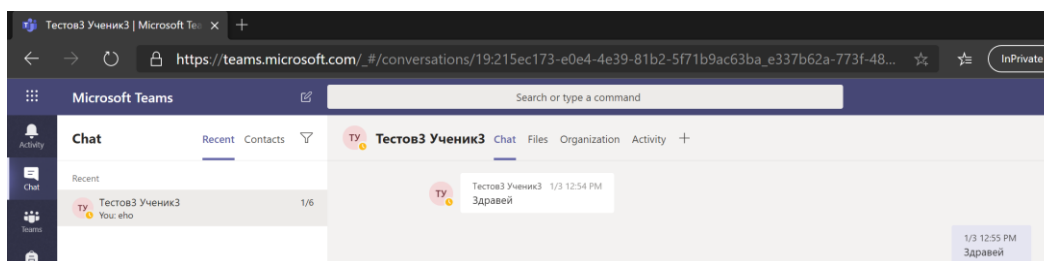 Тестов3 Ученик3 | Microsoft Tea
https://teams.microsoft.com/_#/conversations/19:215ec173-e0e4-4e39-81b2-5f71b9ac63ba_e337b62a-773f-48...
InPrivate
Microsoft Teams
Search or type a command
Activity
Chat
Recent Contacts
ТУ Тестов3 Ученик3 Chat Files Organization Activity
Chat
Recent
ТУ Тестов3 Ученик3 1/6
You: eho
ТУ Тестов3 Ученик3 1/3 12:54 PM
Здравей
Teams
1/3 12:55 PM
Здравей